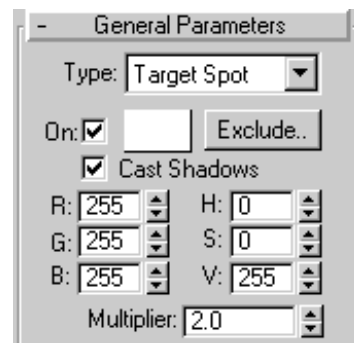 - General Parameters
Type: Target Spot
On: Exclude..
Cast Shadows
R: 255 H: 0
G: 255 S: 0
B: 255 V: 255
Multiplier: 2.0